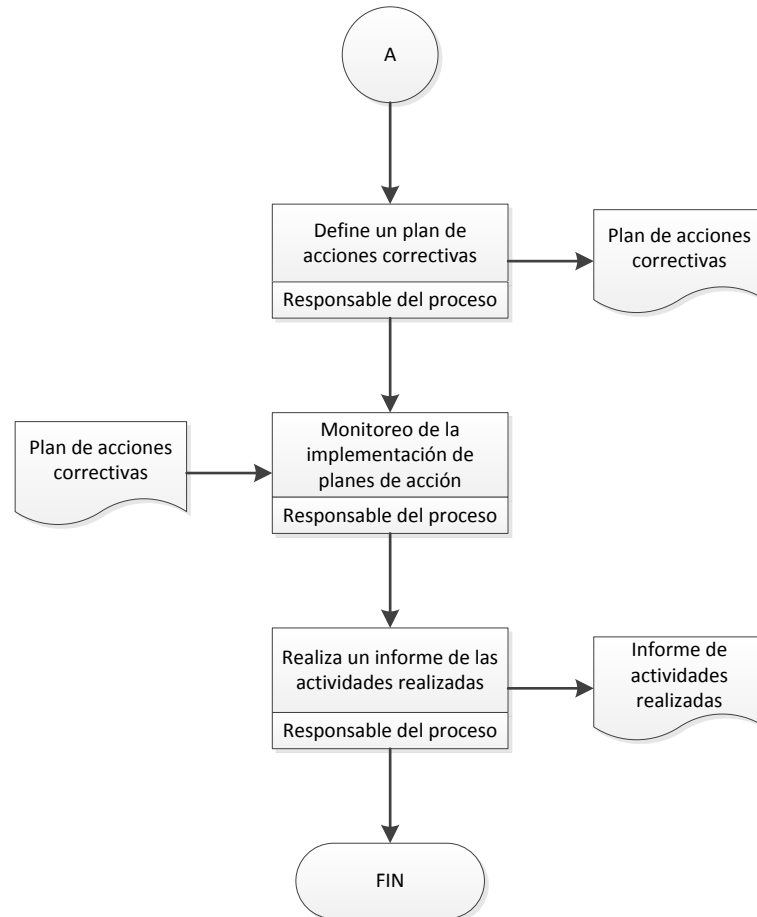 A
Define un plan de
acciones correctivas
Responsable del proceso
Plan de acciones
correctivas
Plan de acciones
correctivas
Monitoreo de la
implementación de
planes de acción
Responsable del proceso
Realiza un informe de las
actividades realizadas
Responsable del proceso
Informe de
actividades
realizadas
FIN